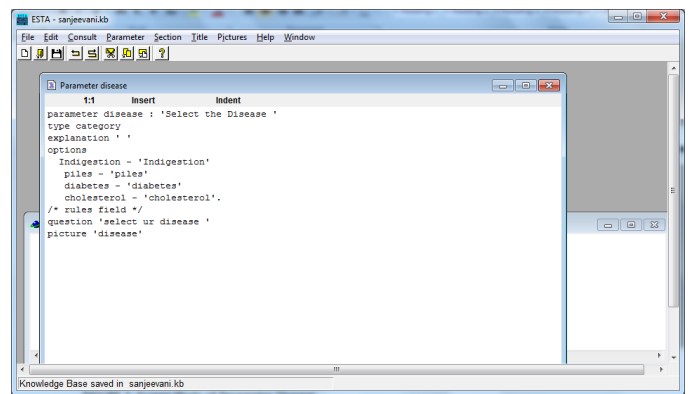 ESTA - sanjeevani.kb
File Edit Consult Parameter Section Title Pictures Help Window
Parameter disease
1:1 Insert Indent
parameter disease : 'Select the Disease '
type category
explanation ' '
options
Indigestion - 'Indigestion'
piles - 'piles'
diabetes - 'diabetes'
cholesterol - 'cholesterol'.
/* rules field */
question 'select ur disease '
picture 'disease'
Knowledge Base saved in sanjeevani.kb